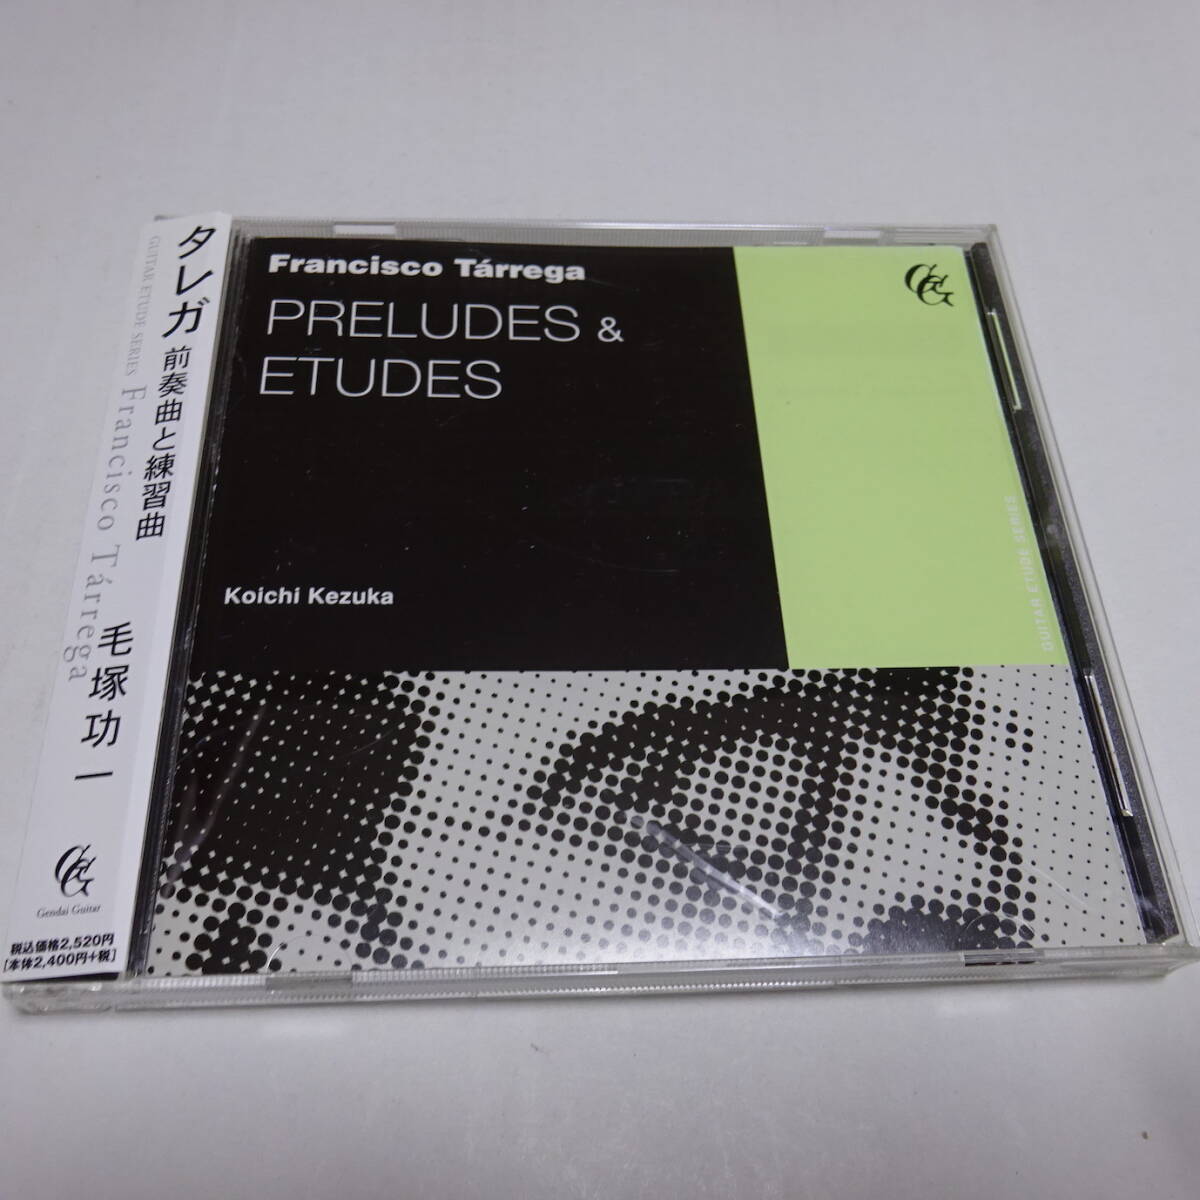 タレガ 前奏曲と練習曲
GUITAR ETUDE SERIES Francisco Tárrega
毛塚功一
GG
Gendai Guitar
税込価格2,520円
[本体2,400円+税]
Francisco Tárrega
PRELUDES &
ETUDES
Koichi Kezuka
GG
GUITAR ETUDE SERIES